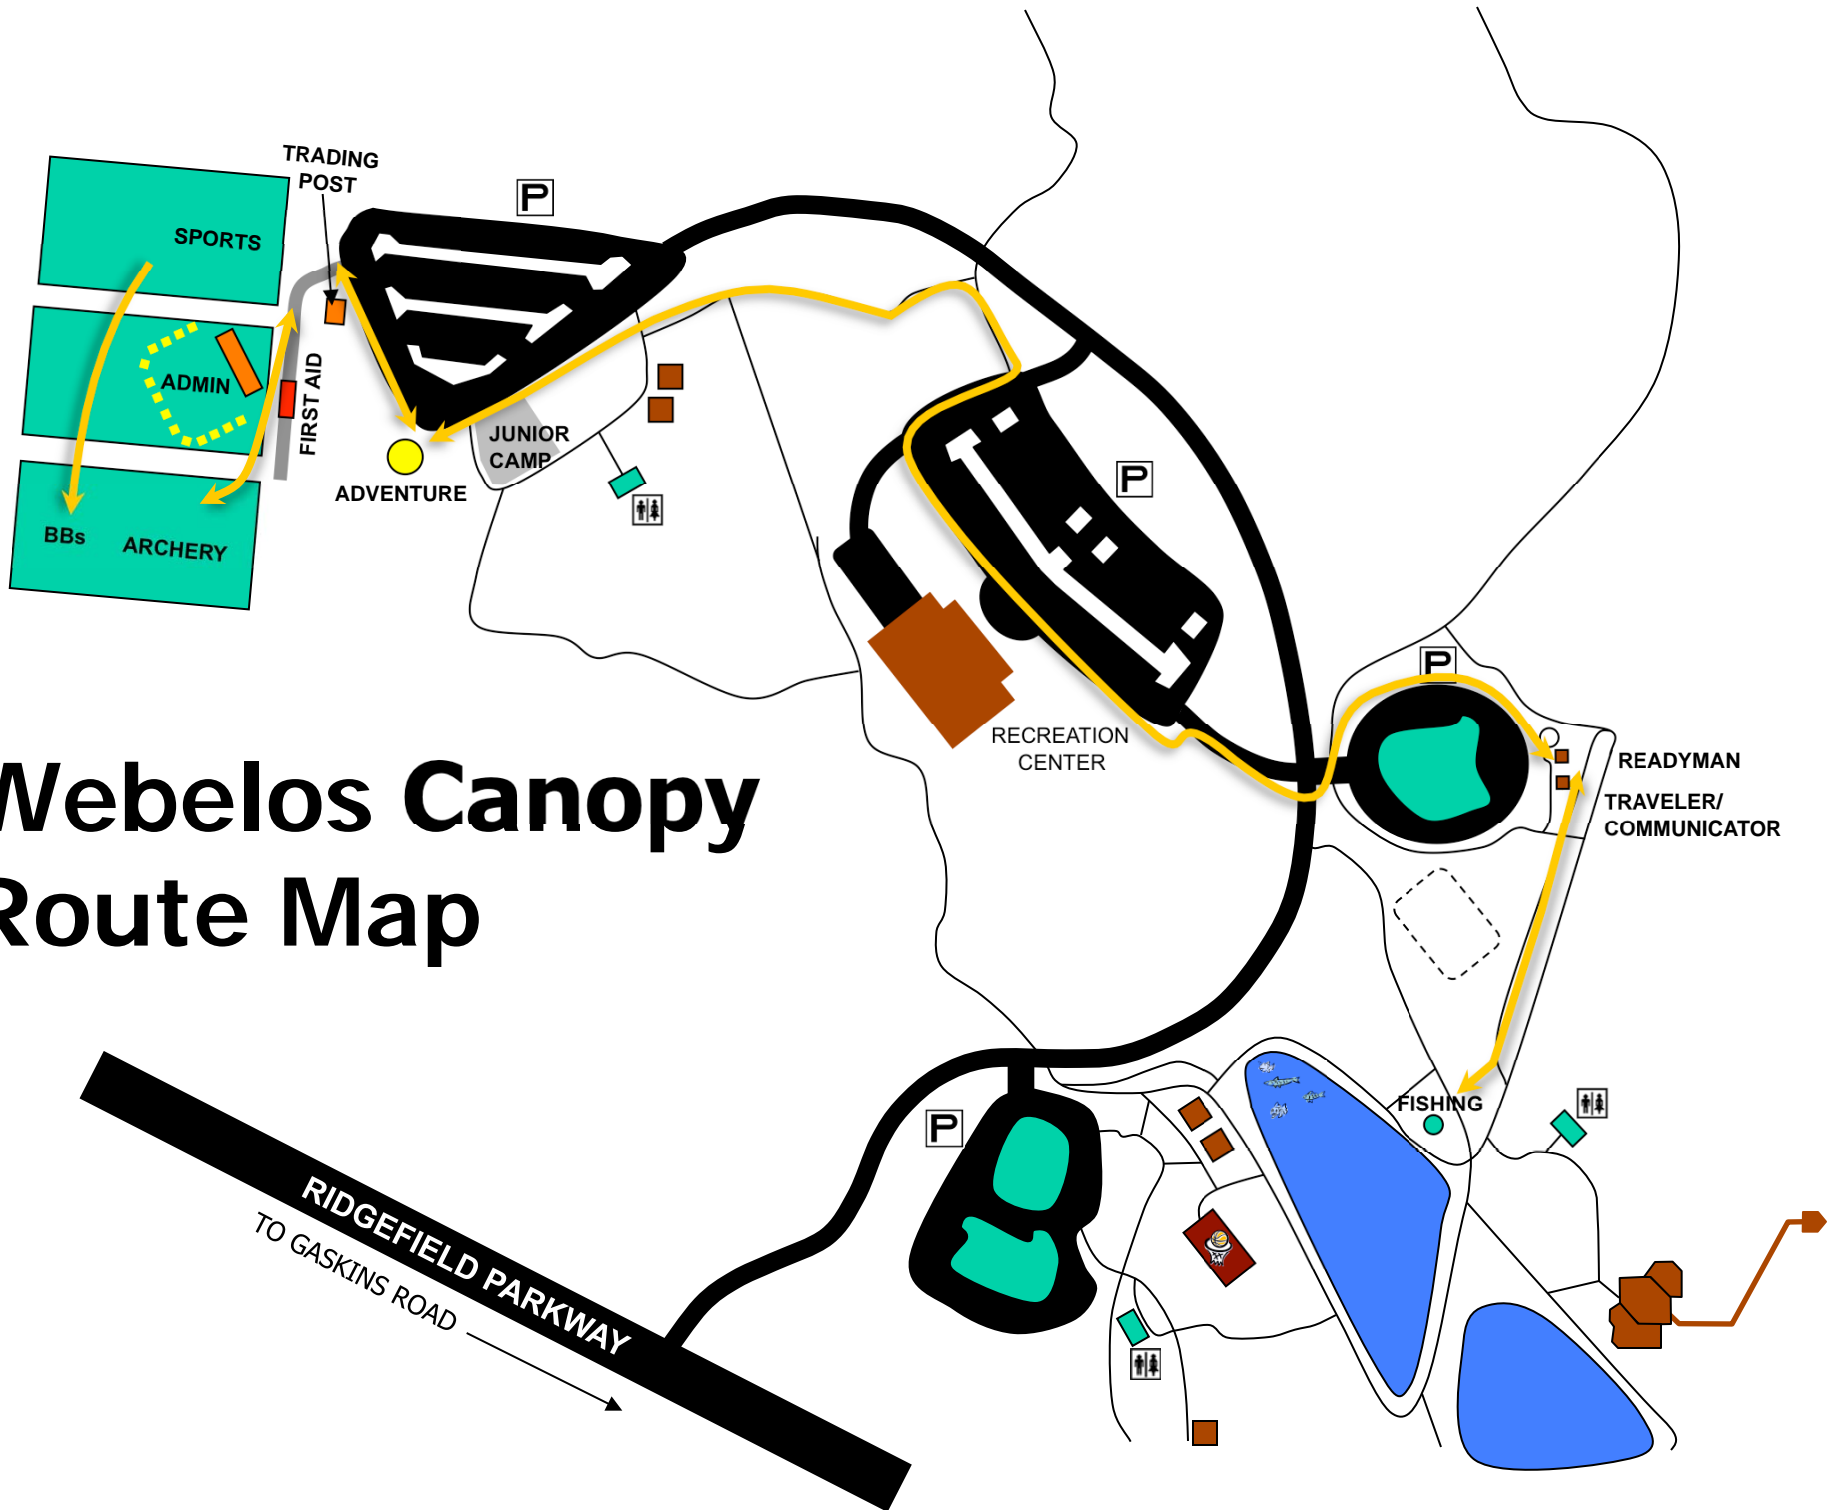 TRADING
POST
P
SPORTS
ADMIN
FIRST AID
BBs
ARCHERY
ADVENTURE
JUNIOR
CAMP
P
RECREATION
CENTER
P
READYMAN
TRAVELER/
COMMUNICATOR
Webelos Canopy
Route Map
FISHING
P
RIDGEFIELD PARKWAY
TO GASKINS ROAD